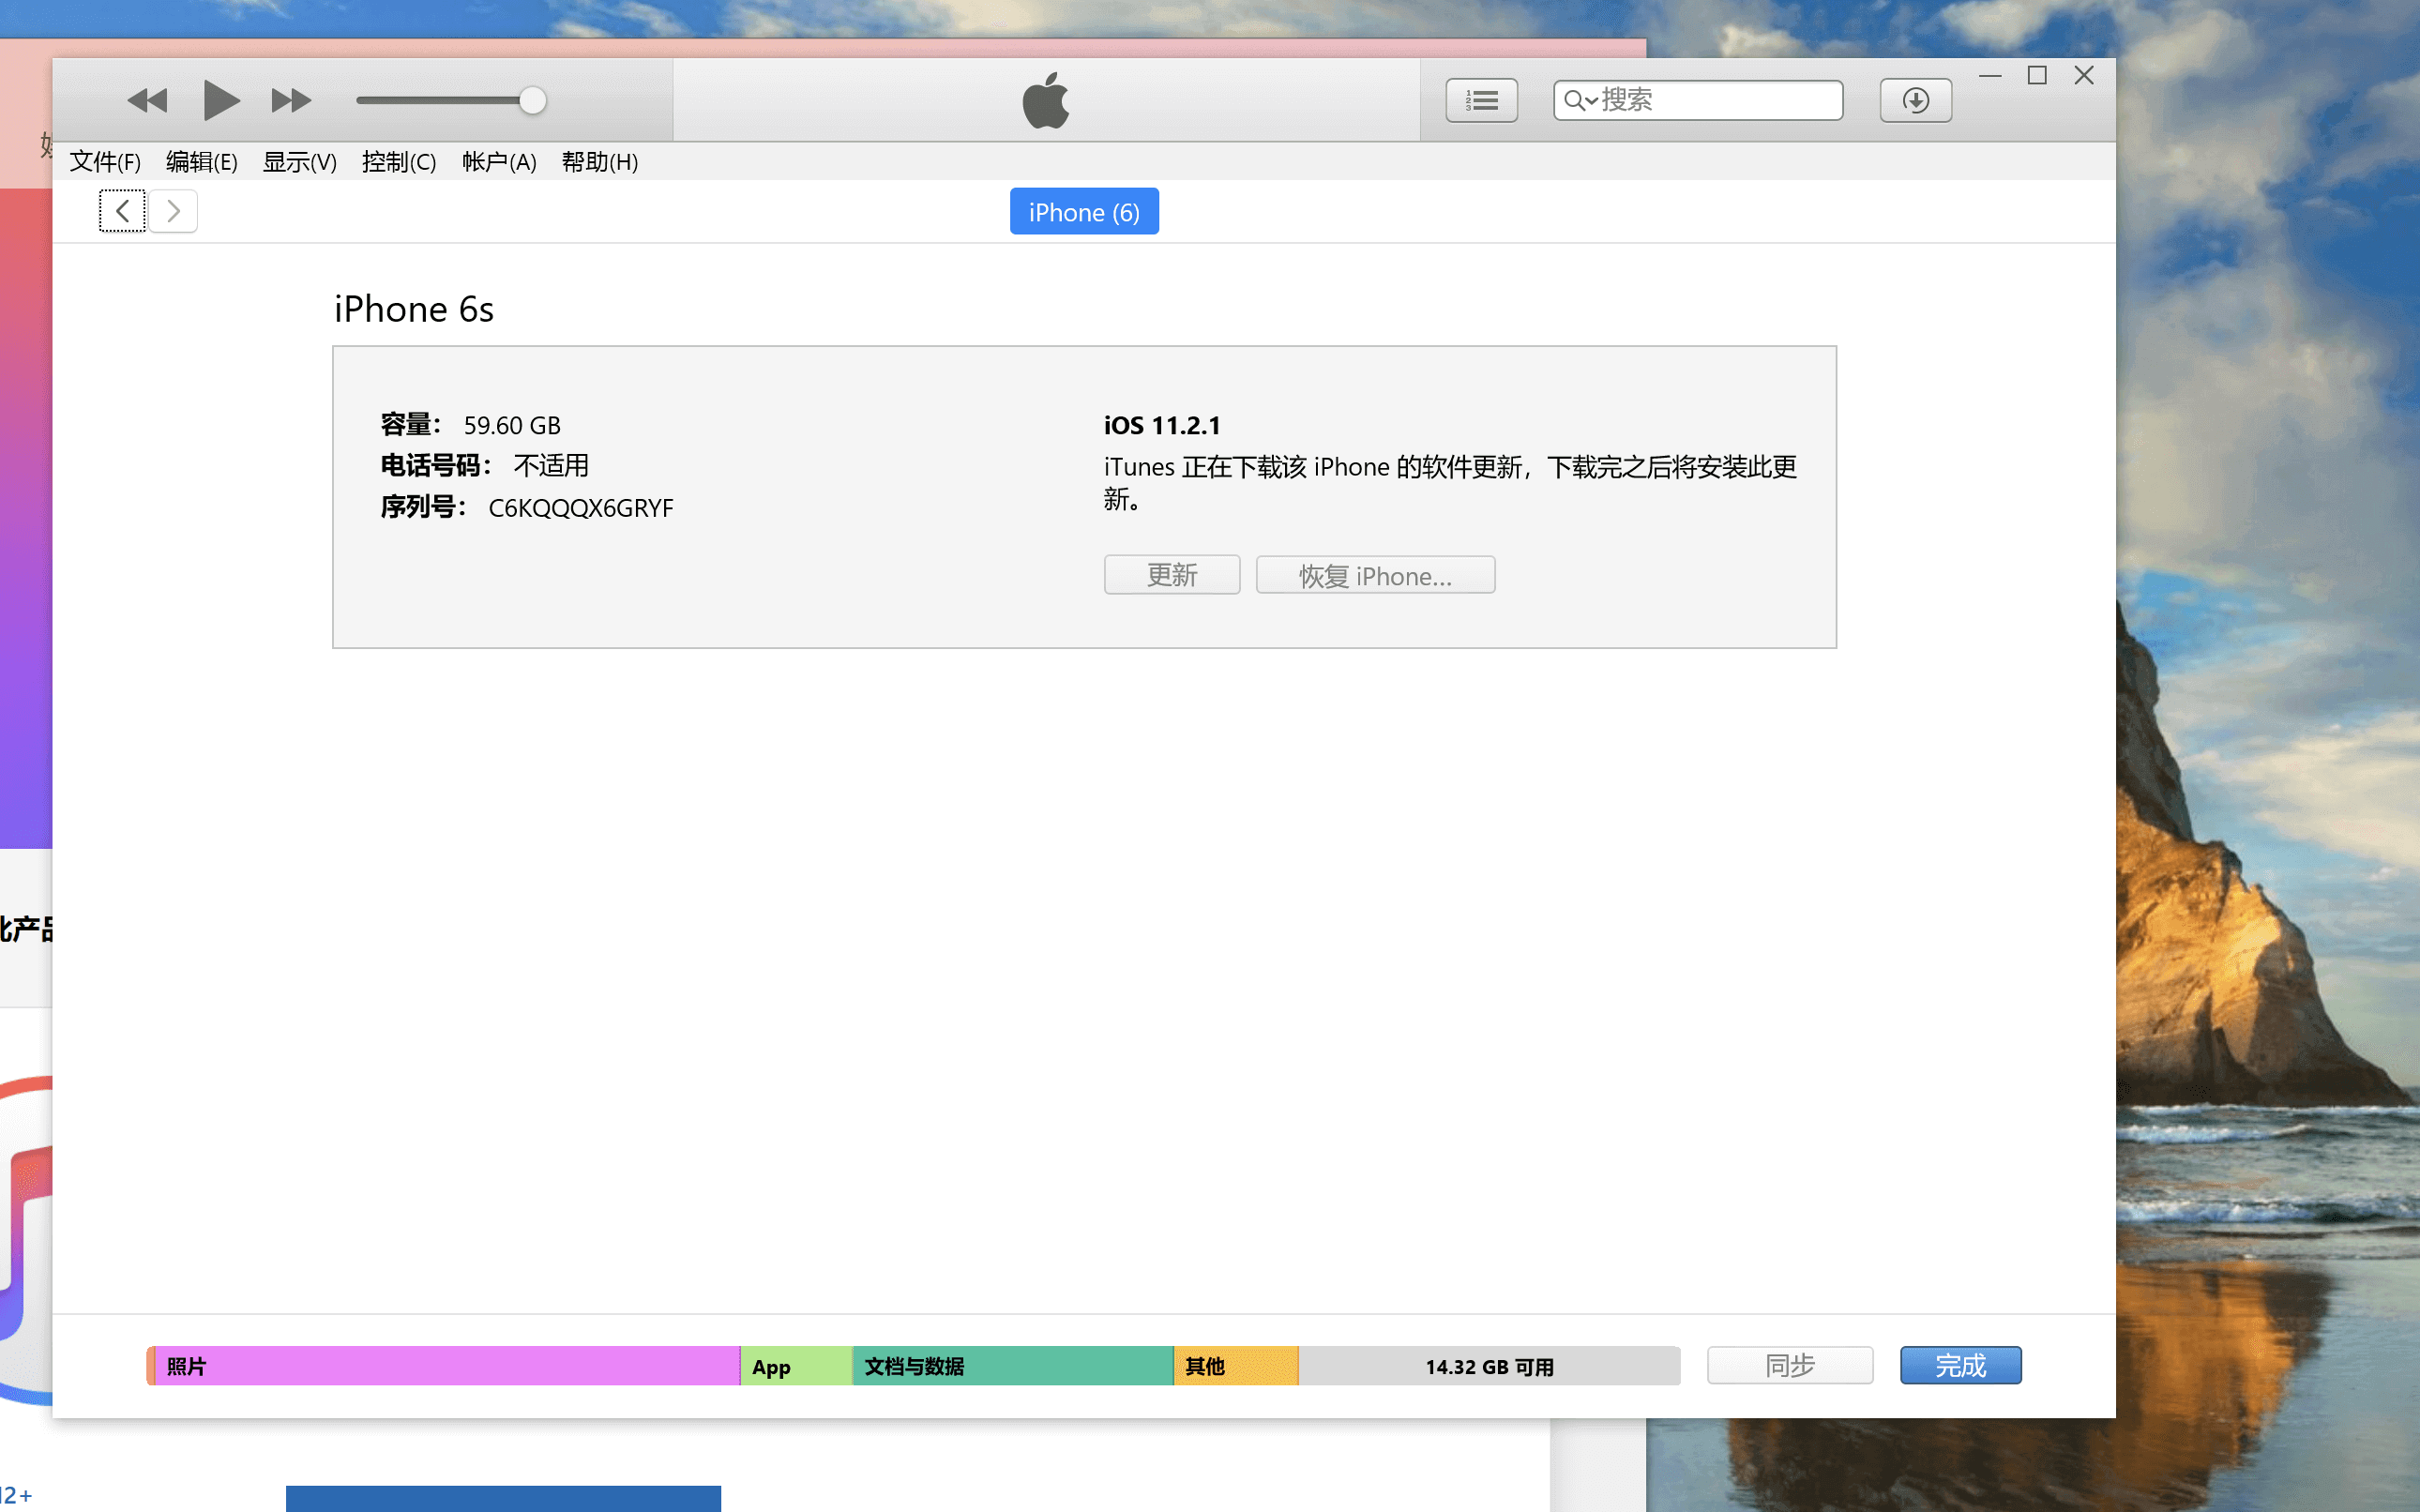 搜索
文件(F) 编辑(E) 显示(V) 控制(C) 帐户(A) 帮助(H)
iPhone (6)
iPhone 6s
容量： 59.60 GB
电话号码： 不适用
序列号： C6KQQQX6GRYF
iOS 11.2.1
iTunes 正在下载该 iPhone 的软件更新，下载完之后将安装此更
新。
更新 恢复 iPhone...
此产品
照片 App 文档与数据 其他 14.32 GB 可用 同步 完成
12+